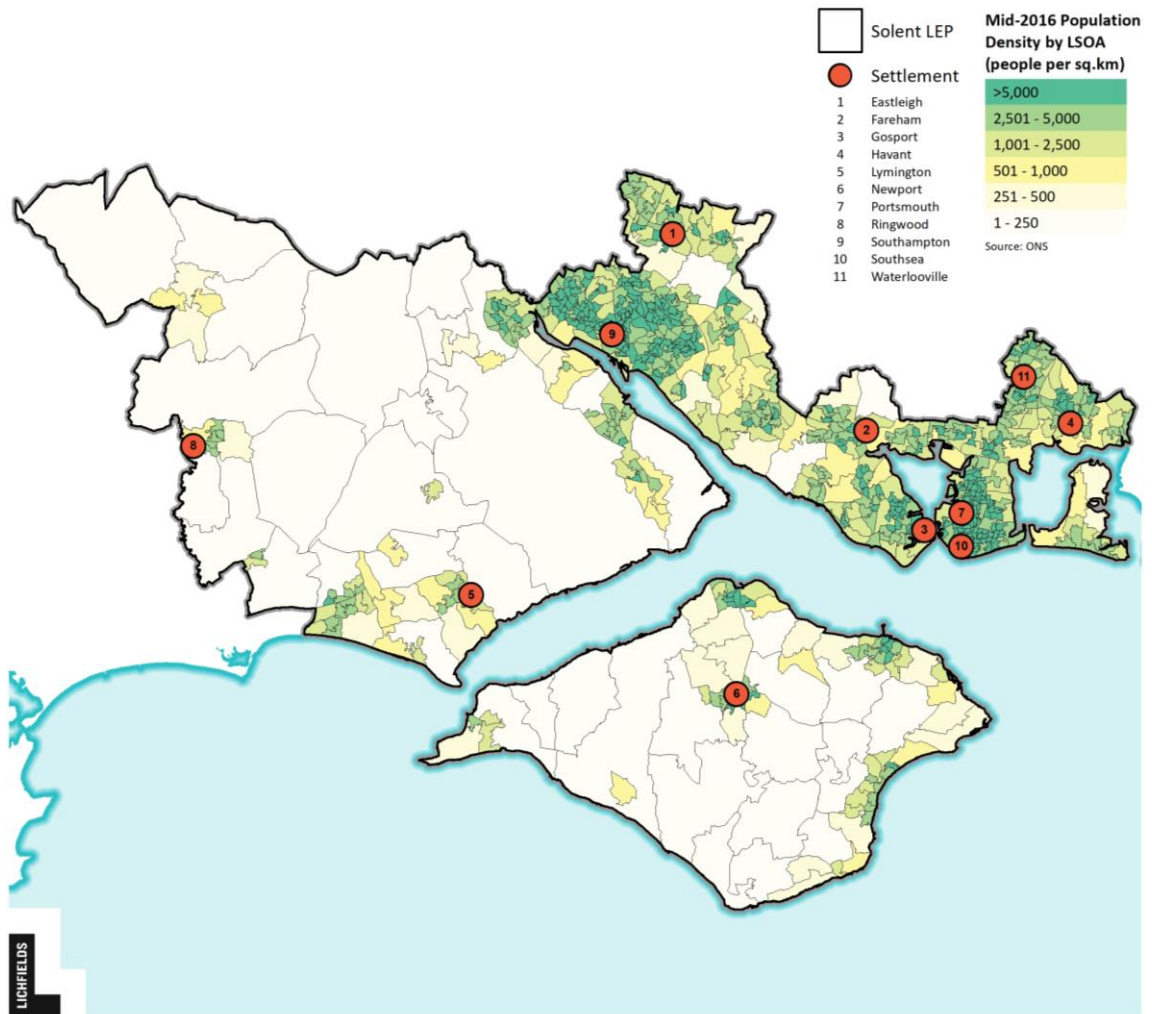 Solent LEP
Settlement
1 Eastleigh
2 Fareham
3 Gosport
4 Havant
5 Lymington
6 Newport
7 Portsmouth
8 Ringwood
9 Southampton
10 Southsea
11 Waterlooville
Mid-2016 Population
Density by LSOA
(people per sq.km)
>5,000
2,501 - 5,000
1,001 - 2,500
501 - 1,000
251 - 500
1 - 250
Source: ONS
1
9
11
2
4
8
7
3
10
5
6
LICHFIELDS